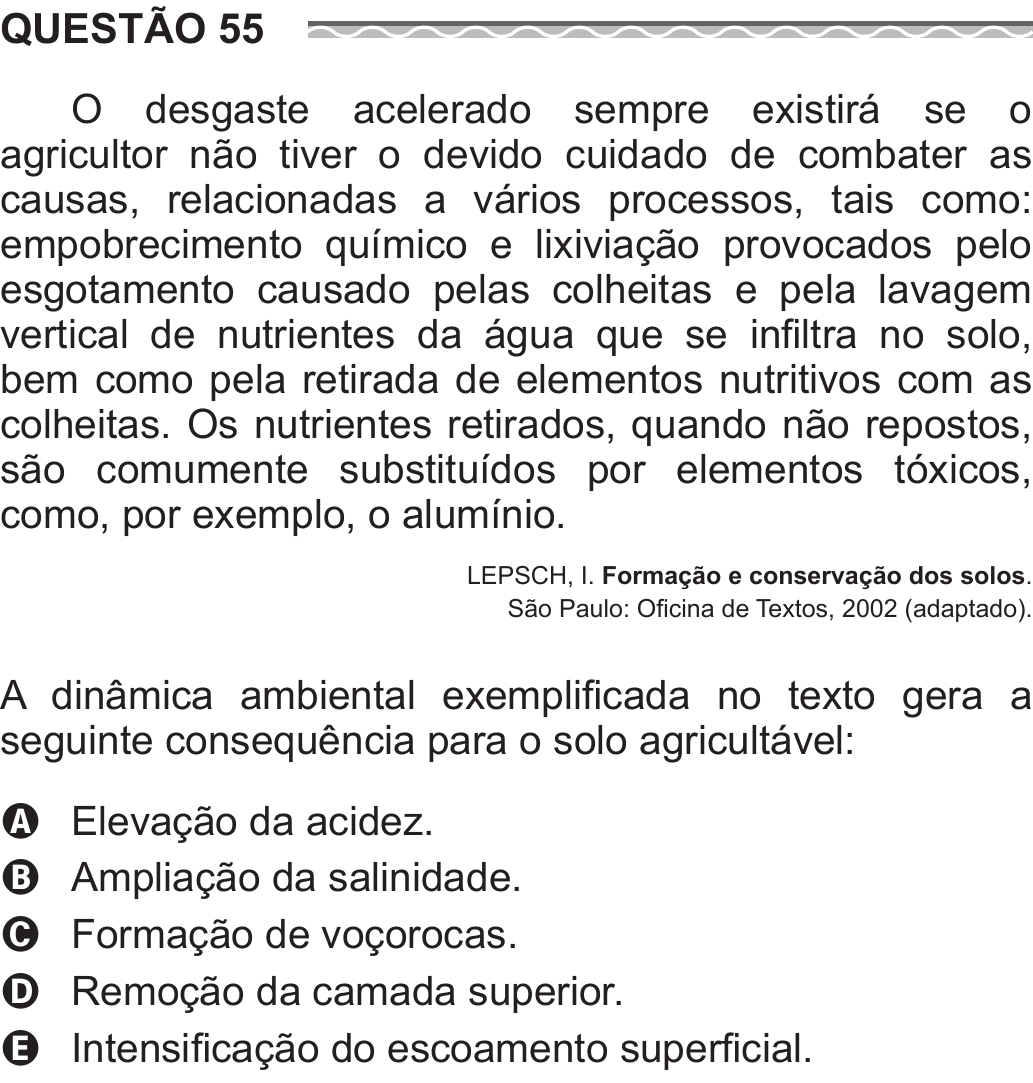 QUESTÃO 55
O desgaste acelerado sempre existirá se o
agricultor não tiver o devido cuidado de combater as
causas, relacionadas a vários processos, tais como:
empobrecimento químico e lixiviação provocados pelo
esgotamento causado pelas colheitas e pela lavagem
vertical de nutrientes da água que se infiltra no solo,
bem como pela retirada de elementos nutritivos com as
colheitas. Os nutrientes retirados, quando não repostos,
são comumente substituídos por elementos tóxicos,
como, por exemplo, o alumínio.
LEPSCH, I. Formação e conservação dos solos.
São Paulo: Oficina de Textos, 2002 (adaptado).
A dinâmica ambiental exemplificada no texto gera a
seguinte consequência para o solo agricultável:
A Elevação da acidez.
B Ampliação da salinidade.
C Formação de voçorocas.
D Remoção da camada superior.
E Intensificação do escoamento superficial.